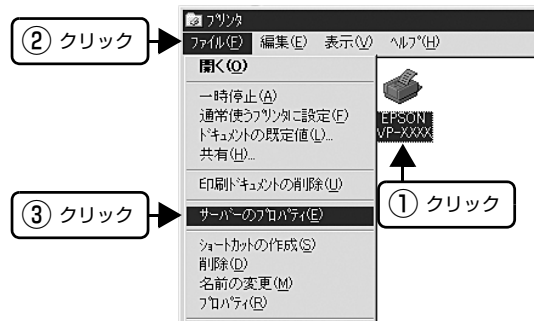 プリンタ
② クリック
ファイル(F) 編集(E) 表示(V) ヘルプ(H)
開く(O)
一時停止(A)
通常使うプリンタに設定(F)
ドキュメントの既定値(L)...
共有(H)...
印刷ドキュメントの削除(U)
③ クリック
サーバーのプロパティ(E)
ショートカットの作成(S)
削除(D)
名前の変更(M)
プロパティ(R)
EPSON
VP-XXXX
① クリック